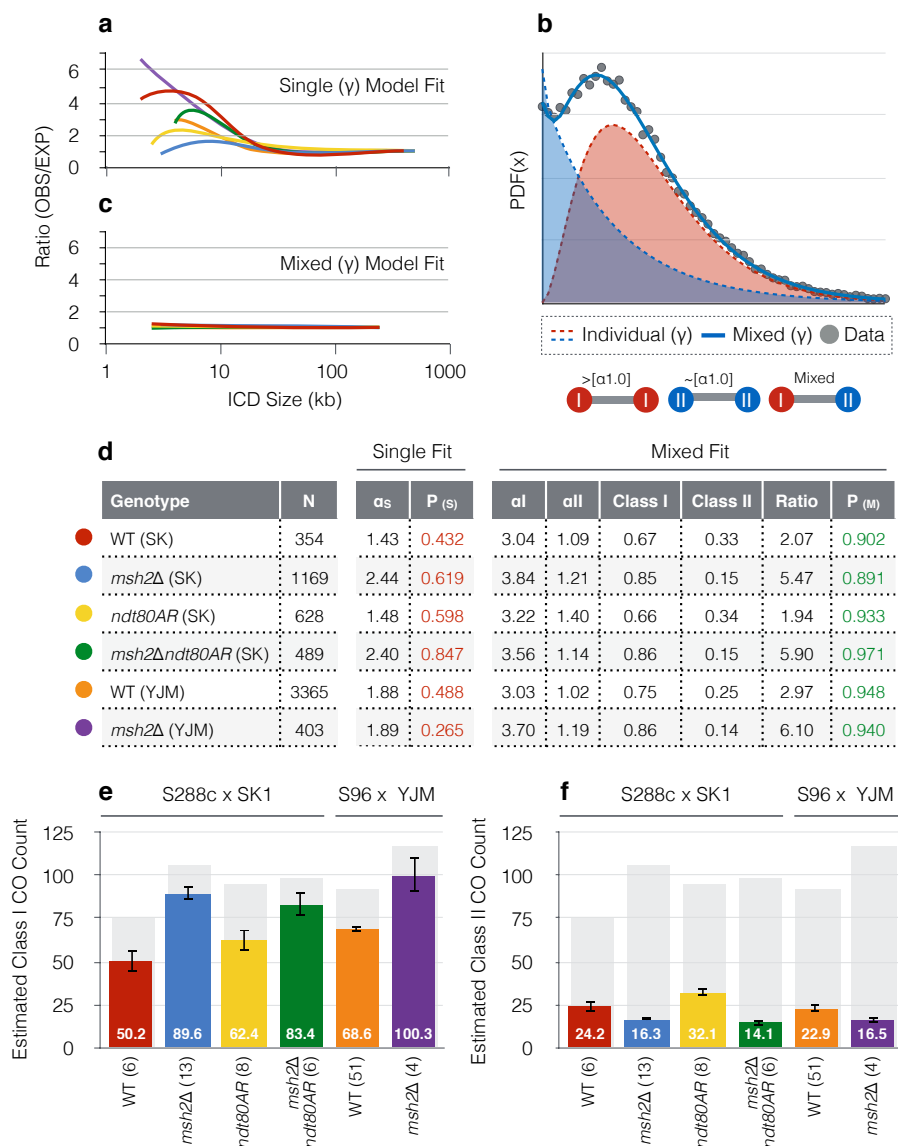 a
6
4
2
1
0
Single (γ) Model Fit
Ratio (OBS/EXP)
c
6
4
2
1
0
Mixed (γ) Model Fit
1 10 100 1000
ICD Size (kb)
b
PDF(x)
Individual (γ) Mixed (γ) Data
>[α1.0] ~[α1.0] Mixed
I I II II I II
d
Single Fit Mixed Fit
Genotype N αS P (S) αI αII Class I Class II Ratio P (M)
WT (SK) 354 1.43 0.432 3.04 1.09 0.67 0.33 2.07 0.902
msh2Δ (SK) 1169 2.44 0.619 3.84 1.21 0.85 0.15 5.47 0.891
ndt80AR (SK) 628 1.48 0.598 3.22 1.40 0.66 0.34 1.94 0.933
msh2Δndt80AR (SK) 489 2.40 0.847 3.56 1.14 0.86 0.15 5.90 0.971
WT (YJM) 3365 1.88 0.488 3.03 1.02 0.75 0.25 2.97 0.948
msh2Δ (YJM) 403 1.89 0.265 3.70 1.19 0.86 0.14 6.10 0.940
e
S288c x SK1 S96 x YJM
Estimated Class I CO Count
125
100
75
50
25
0
50.2 89.6 62.4 83.4 68.6 100.3
WT (6)
msh2Δ (13)
ndt80AR (8)
msh2Δ
ndt80AR (6)
WT (51)
msh2Δ (4)
f
S288c x SK1 S96 x YJM
Estimated Class II CO Count
125
100
75
50
25
0
24.2 16.3 32.1 14.1 22.9 16.5
WT (6)
msh2Δ (13)
ndt80AR (8)
msh2Δ
ndt80AR (6)
WT (51)
msh2Δ (4)